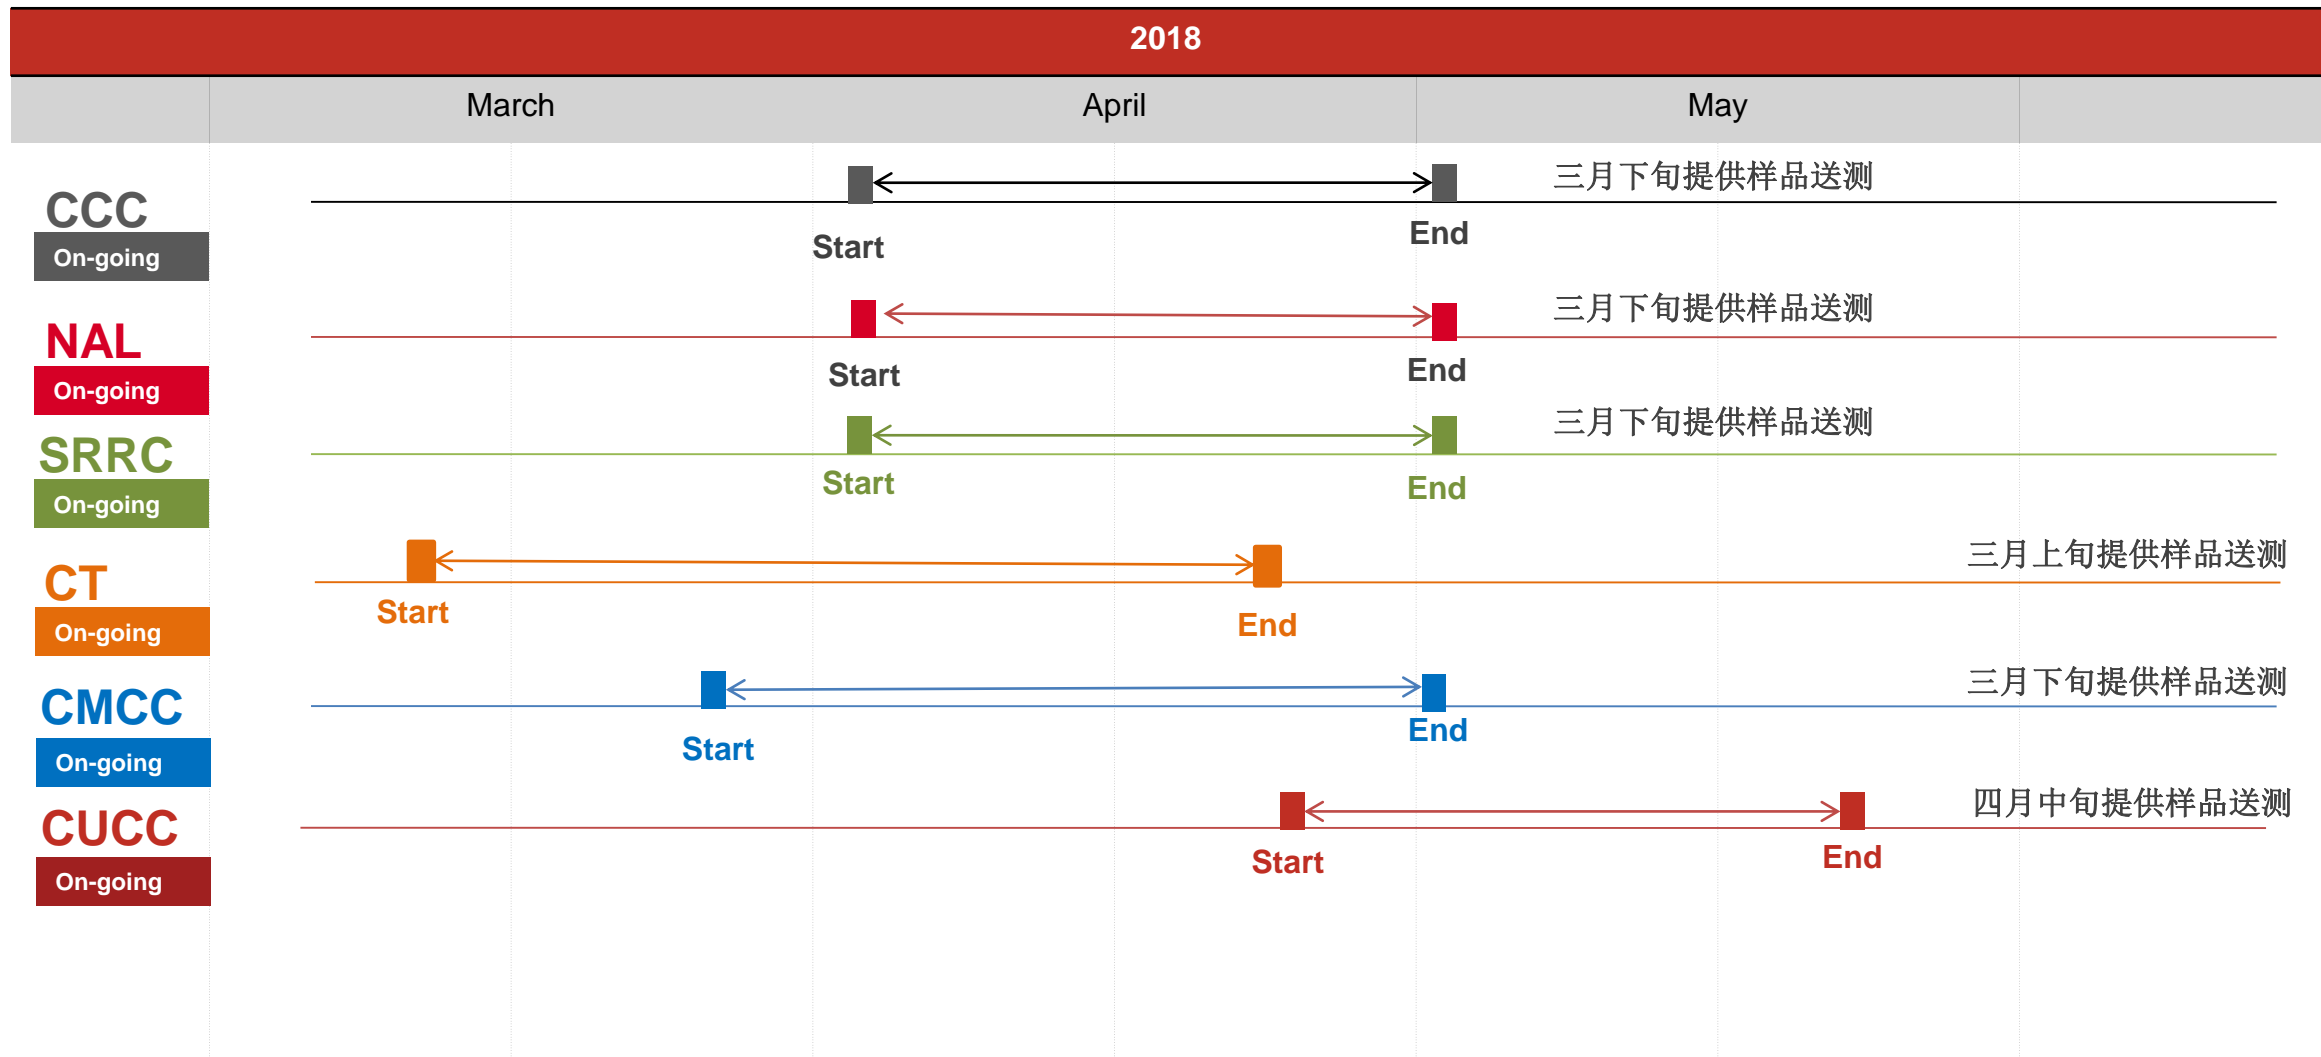 2018
March April May
三月下旬提供样品送测
CCC
Start End
On-going
三月下旬提供样品送测
NAL
Start End
On-going
三月下旬提供样品送测
SRRC
Start End
On-going
三月上旬提供样品送测
CT
Start End
On-going
三月下旬提供样品送测
CMCC
Start End
On-going
四月中旬提供样品送测
CUCC
Start End
On-going